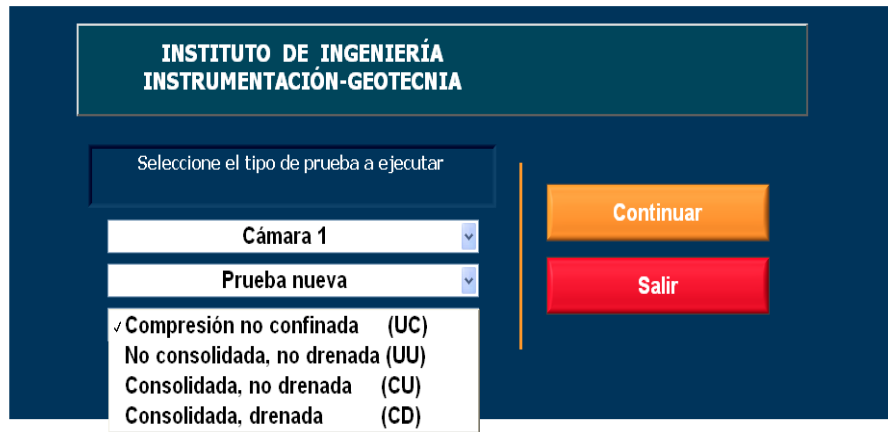 INSTITUTO DE INGENIERÍA
INSTRUMENTACIÓN-GEOTECNIA
Seleccione el tipo de prueba a ejecutar
Cámara 1
Prueba nueva
✓Compresión no confinada (UC)
No consolidada, no drenada (UU)
Consolidada, no drenada (CU)
Consolidada, drenada (CD)
Continuar
Salir